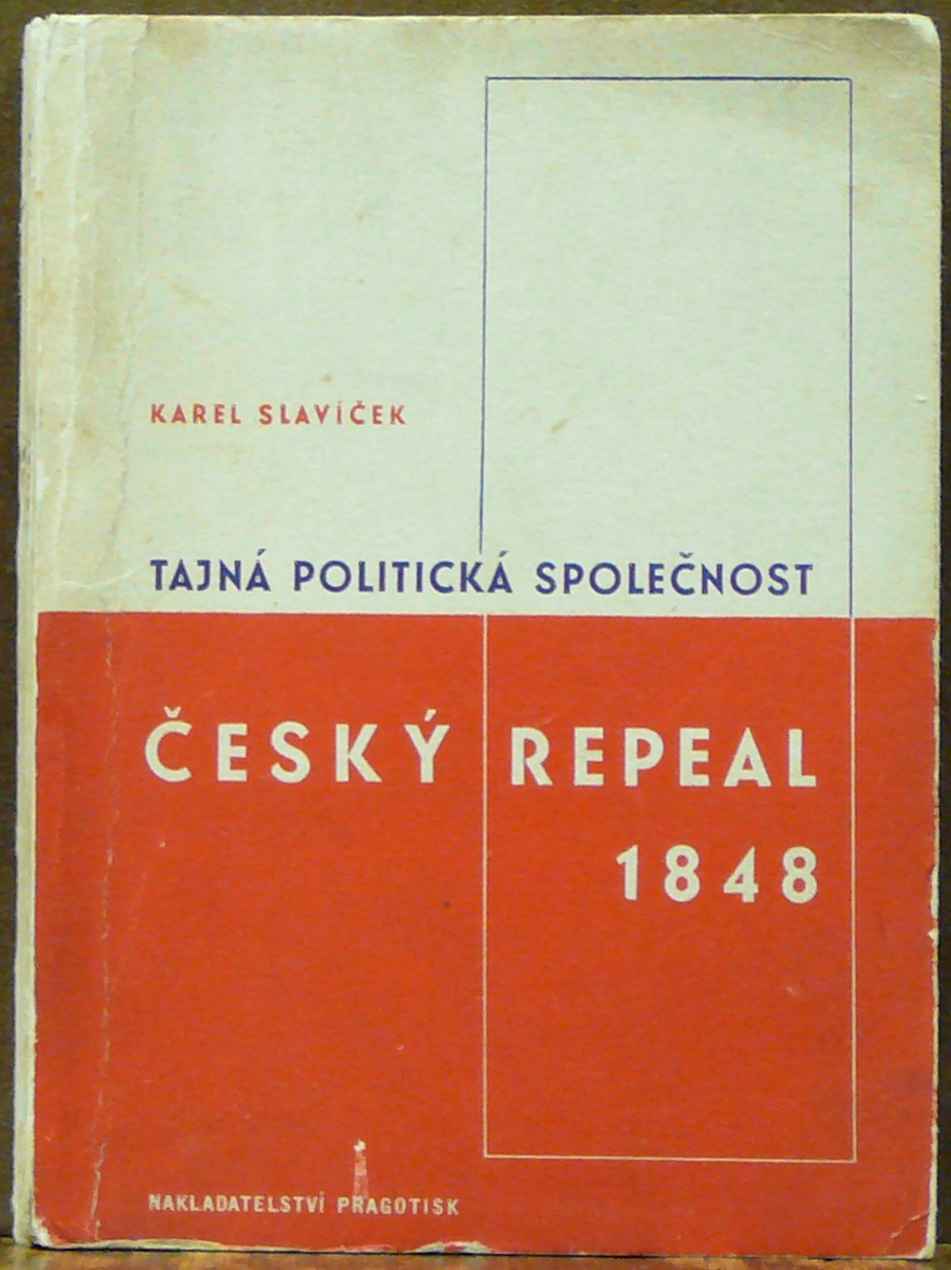 KAREL SLAVÍČEK
TAJNÁ POLITICKÁ SPOLEČNOST
ČESKÝ REPEAL
1848
NAKLADATELSTVÍ PRAGOTISK